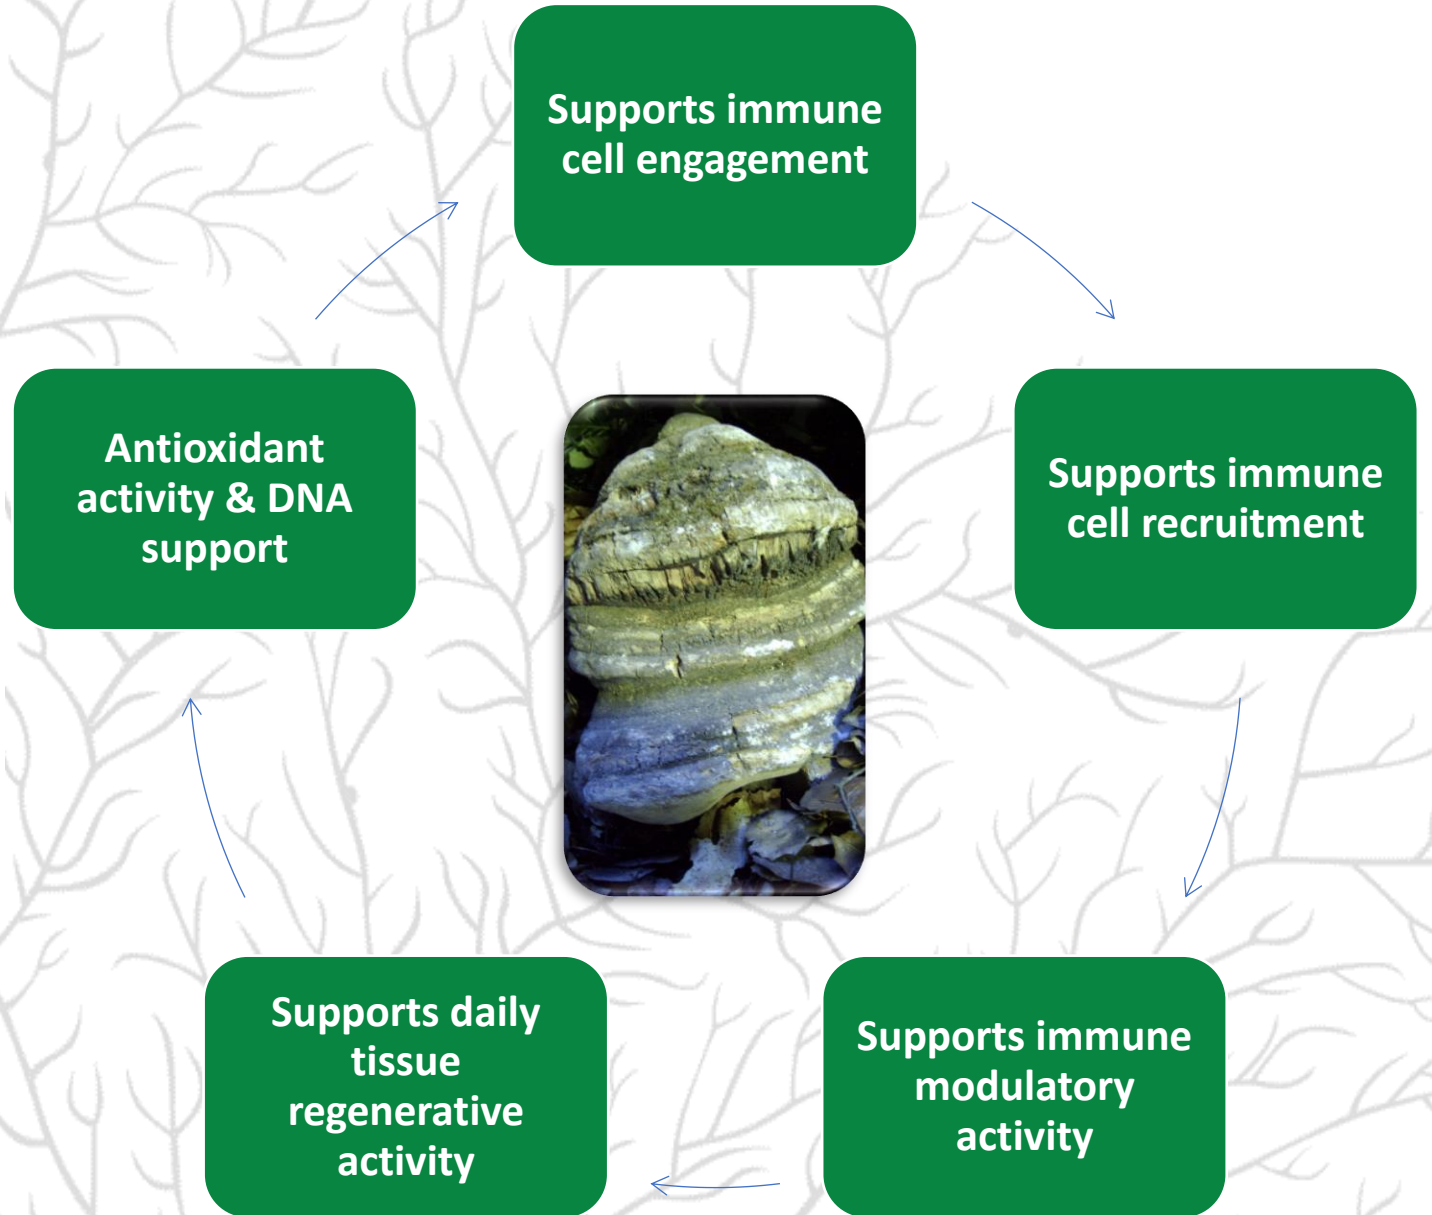 Supports immune
cell engagement
Antioxidant
activity & DNA
support
Supports immune
cell recruitment
Supports daily
tissue
regenerative
activity
Supports immune
modulatory
activity